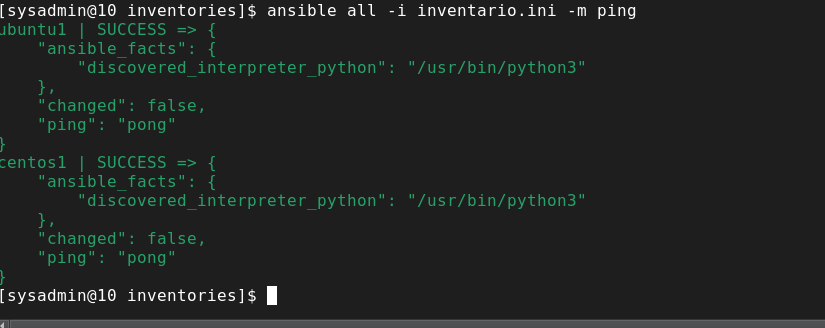 [sysadmin@10 inventories]$ ansible all -i inventario.ini -m ping
ubuntu1 | SUCCESS => {
    "ansible_facts": {
        "discovered_interpreter_python": "/usr/bin/python3"
    },
    "changed": false,
    "ping": "pong"
}
centos1 | SUCCESS => {
    "ansible_facts": {
        "discovered_interpreter_python": "/usr/bin/python3"
    },
    "changed": false,
    "ping": "pong"
}
[sysadmin@10 inventories]$